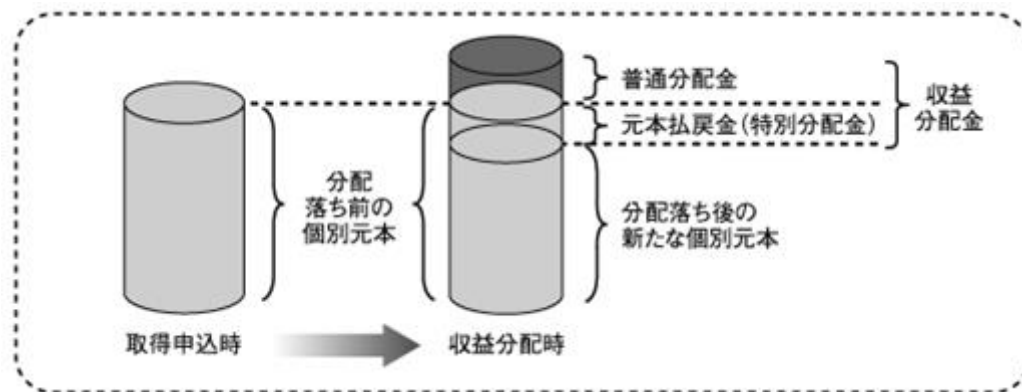 普通分配金
元本払戻金(特別分配金)
収益
分配金
分配
落ち前の
個別元本
分配落ち後の
新たな個別元本
取得申込時
収益分配時